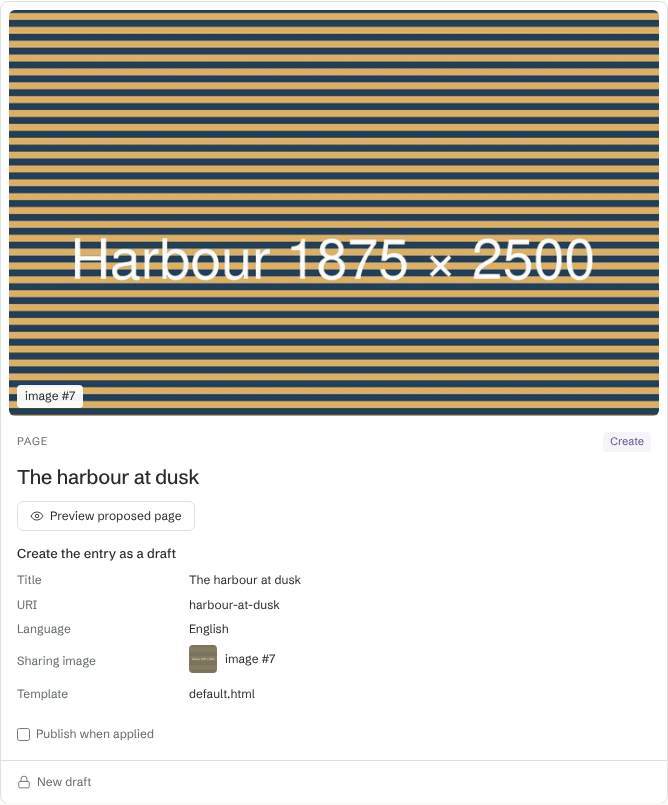 Harbour 1875 × 2500
image #7
PAGE
Create
The harbour at dusk
Preview proposed page
Create the entry as a draft
Title The harbour at dusk
URI harbour-at-dusk
Language English
Sharing image image #7
Template default.html
Publish when applied
New draft